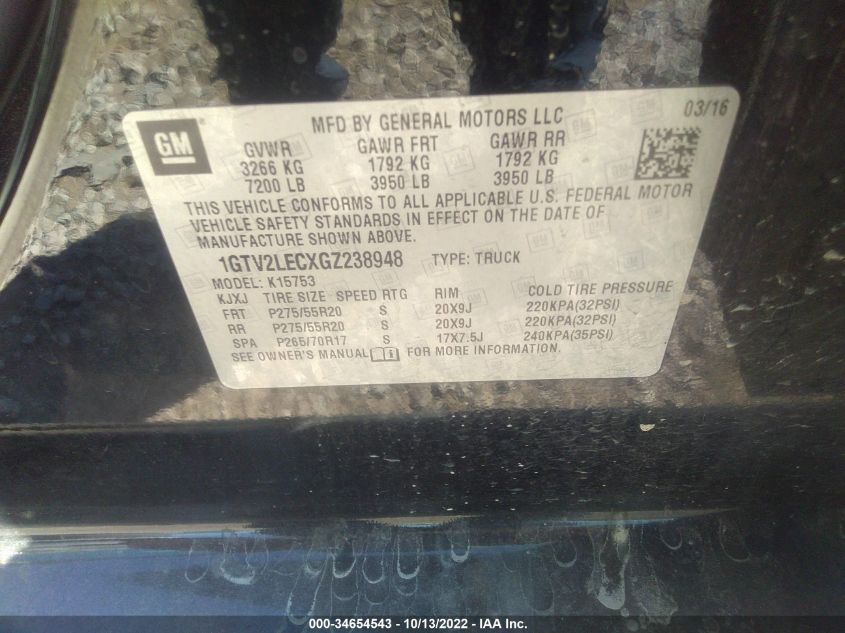 GM
MFD BY GENERAL MOTORS LLC
03/16
GVWR GAWR FRT GAWR RR
3266 KG 1792 KG 1792 KG
7200 LB 3950 LB 3950 LB
THIS VEHICLE CONFORMS TO ALL APPLICABLE U.S. FEDERAL MOTOR
VEHICLE SAFETY STANDARDS IN EFFECT ON THE DATE OF
MANUFACTURE SHOWN ABOVE.
1GTV2LECXGZ238948 TYPE: TRUCK
MODEL: K15753
KJXJ TIRE SIZE SPEED RTG RIM COLD TIRE PRESSURE
FRT P275/55R20 S 20X9J 220KPA(32PSI)
RR P275/55R20 S 20X9J 220KPA(32PSI)
SPA P265/70R17 S 17X7.5J 240KPA(35PSI)
SEE OWNER'S MANUAL FOR MORE INFORMATION.
000-34654543 - 10/13/2022 - IAA Inc.